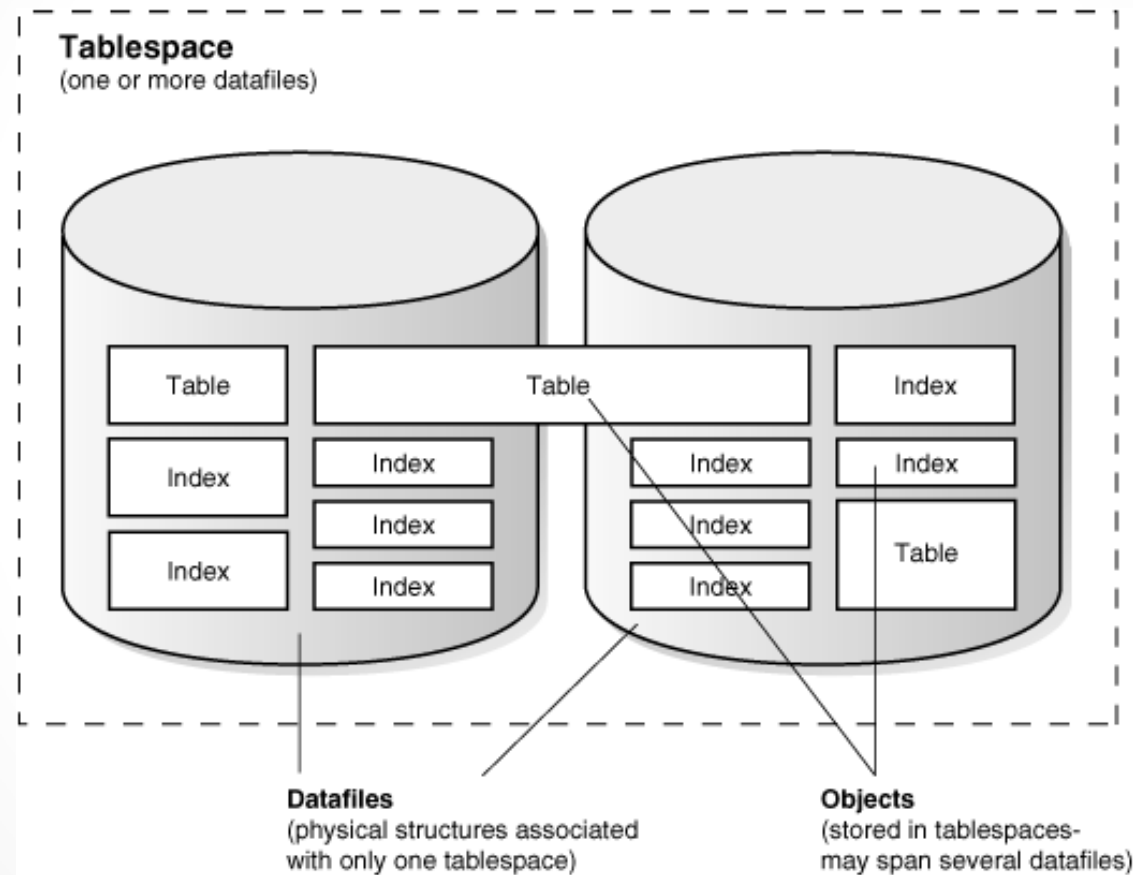 Tablespace
(one or more datafiles)
Table
Table
Index
Index
Index
Index
Index
Index
Index
Table
Index
Index
Index
Datafiles
(physical structures associated
with only one tablespace)
Objects
(stored in tablespaces-
may span several datafiles)